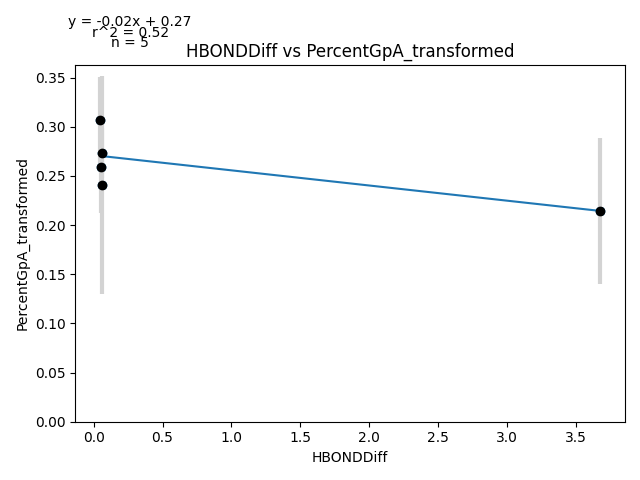 y = -0.02x + 0.27
r^2 = 0.52
n = 5
HBONDDiff vs PercentGpA_transformed
PercentGpA_transformed
0.35
0.30
0.25
0.20
0.15
0.10
0.05
0.00
0.0 0.5 1.0 1.5 2.0 2.5 3.0 3.5
HBONDDiff